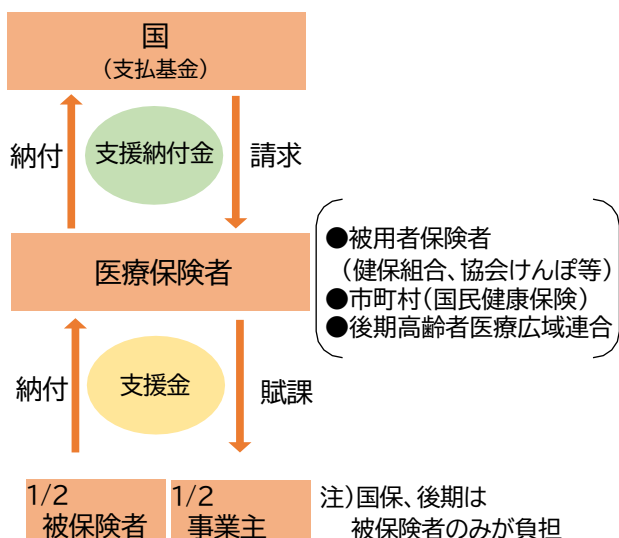 国
（支払基金）
納付
支援納付金
請求
医療保険者
●被用者保険者
（健保組合、協会けんぽ等）
●市町村（国民健康保険）
●後期高齢者医療広域連合
納付
支援金
賦課
1/2
被保険者
1/2
事業主
注）国保、後期は
被保険者のみが負担